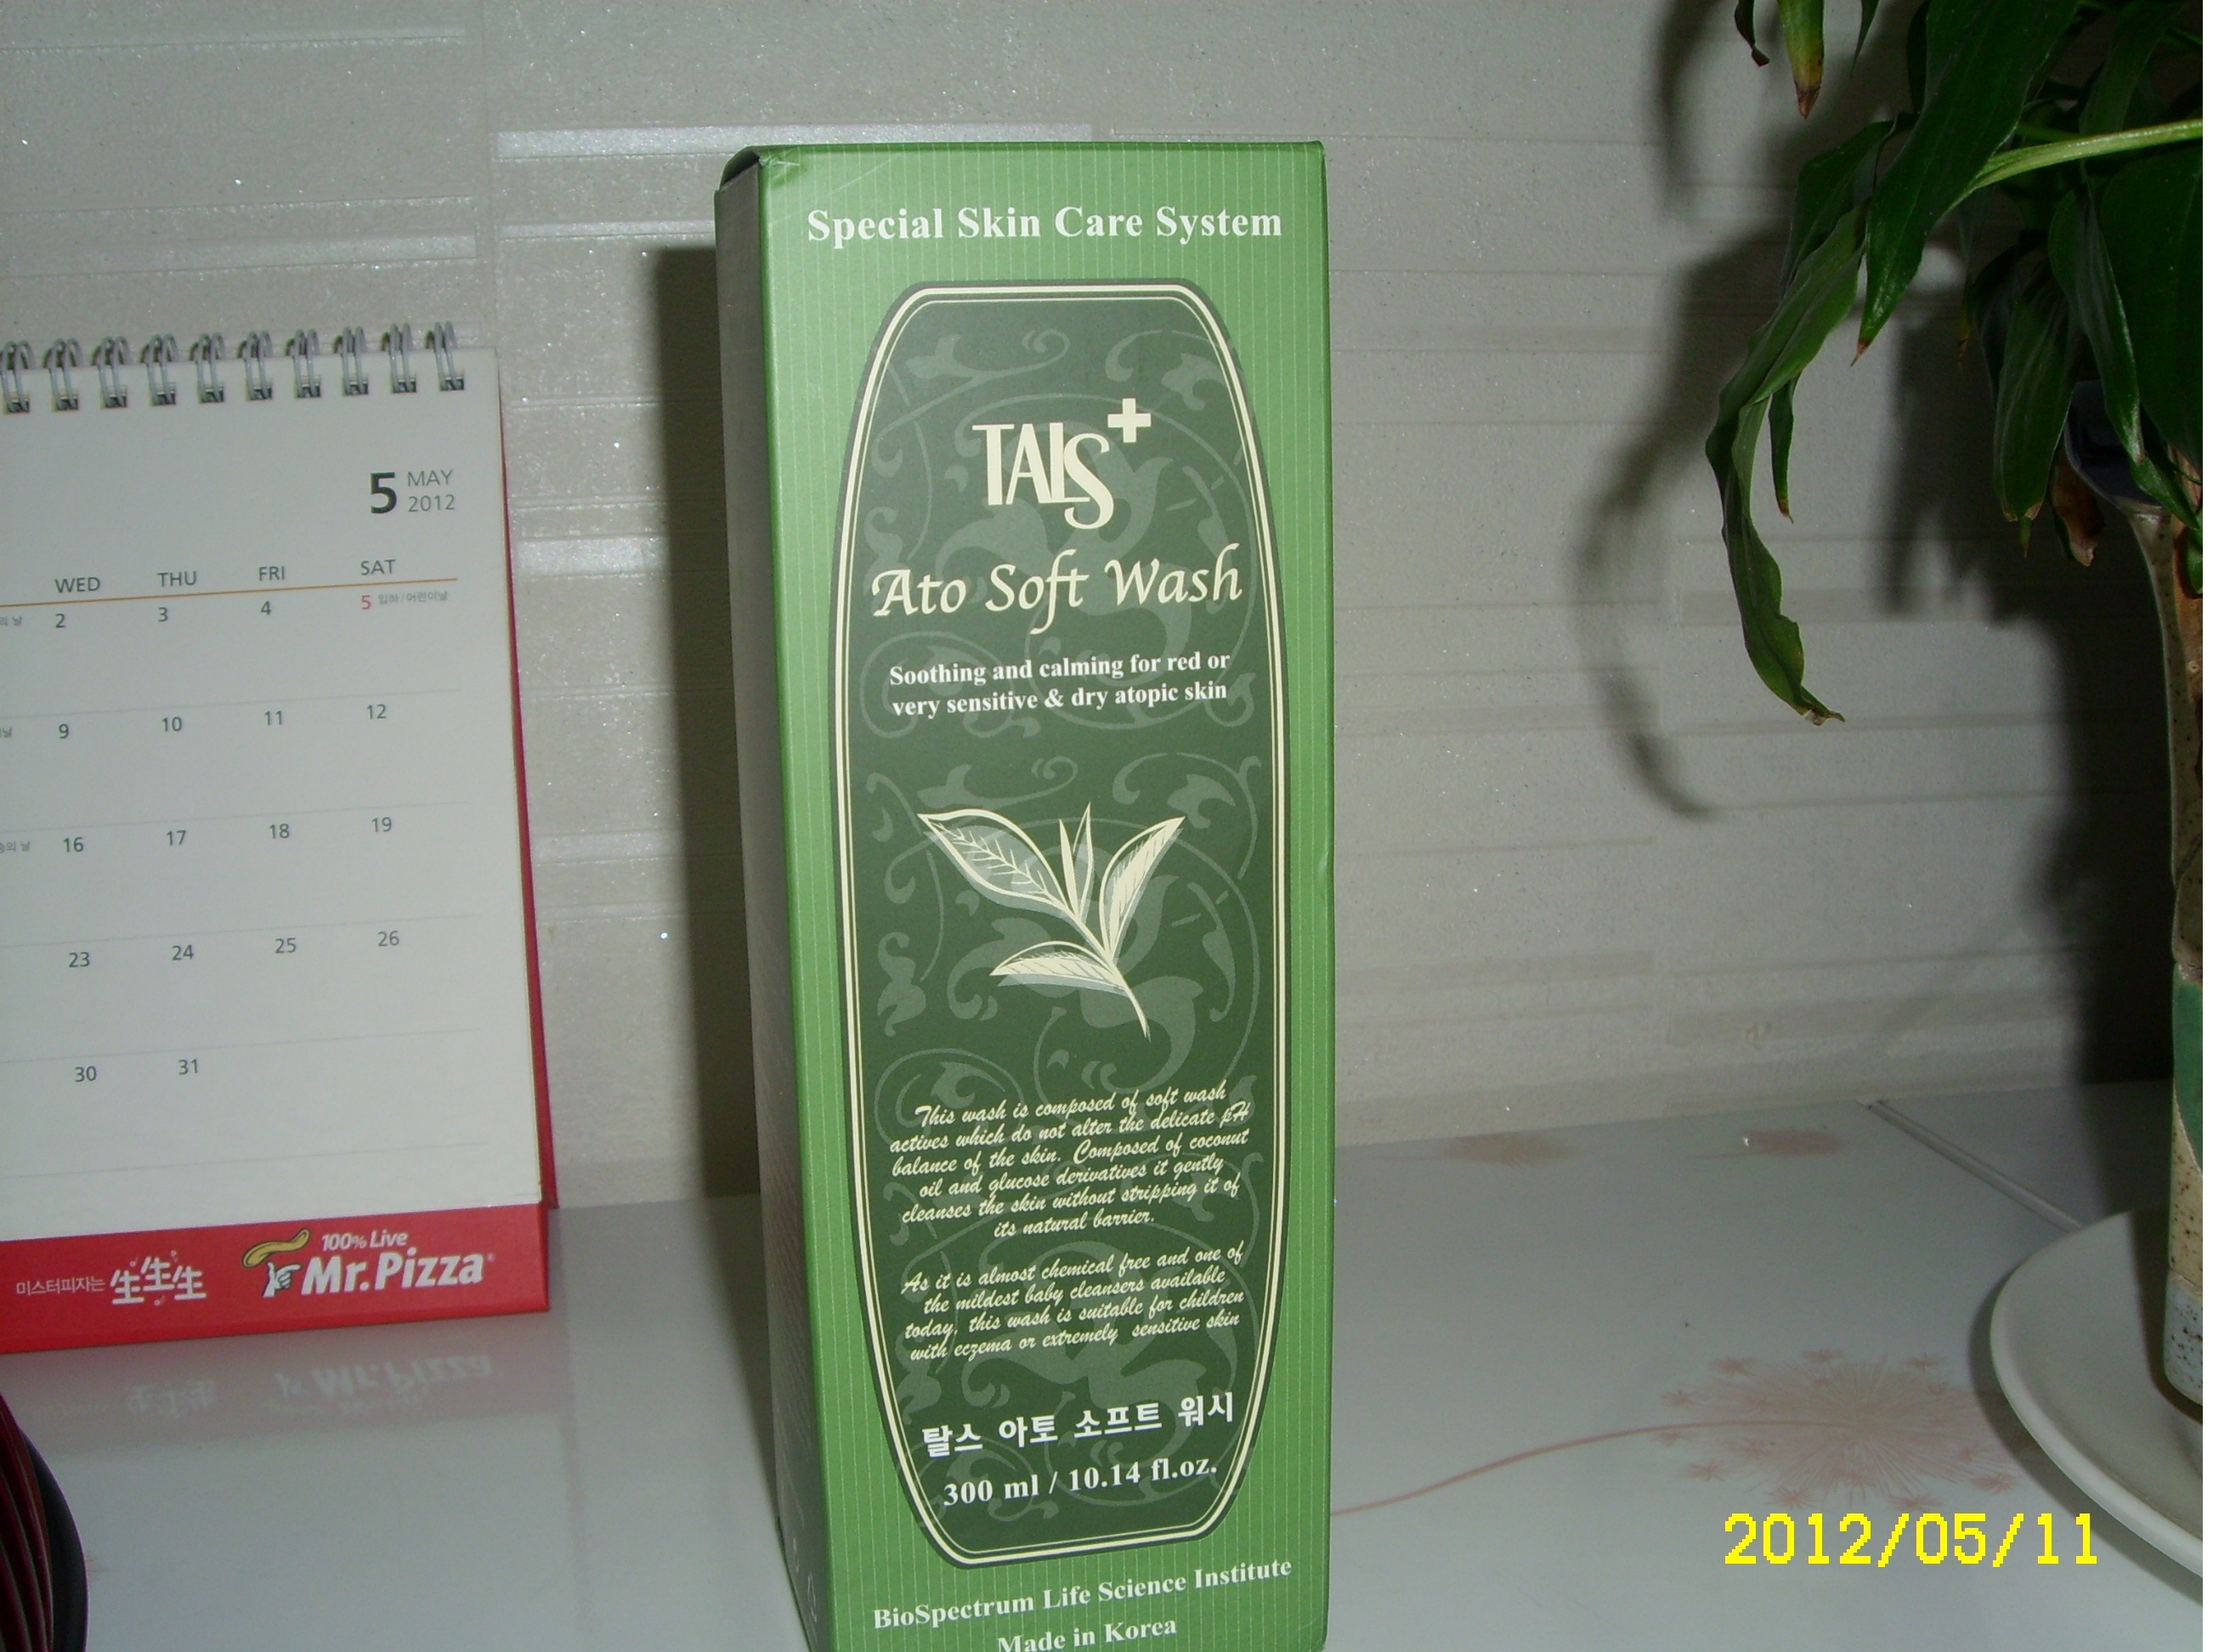 5 MAY
2012
WED THU FRI SAT
2 3 4 5 입하/어린이날
9 10 11 12
16 17 18 19
23 24 25 26
30 31
미스터피자는 生生生
100% Live
Mr.Pizza®
Special Skin Care System
TALS+
Ato Soft Wash
Soothing and calming for red or
very sensitive & dry atopic skin
This wash is composed of soft wash
actives which do not alter the delicate pH
balance of the skin. Composed of coconut
oil and glucose derivatives it gently
cleanses the skin without stripping it of
its natural barrier.
As it is almost chemical free and one of
the mildest baby cleansers available
today, this wash is suitable for children
with eczema or extremely sensitive skin
탈스 아토 소프트 워시
300 ml / 10.14 fl.oz.
BioSpectrum Life Science Institute
Made in Korea
2012/05/11